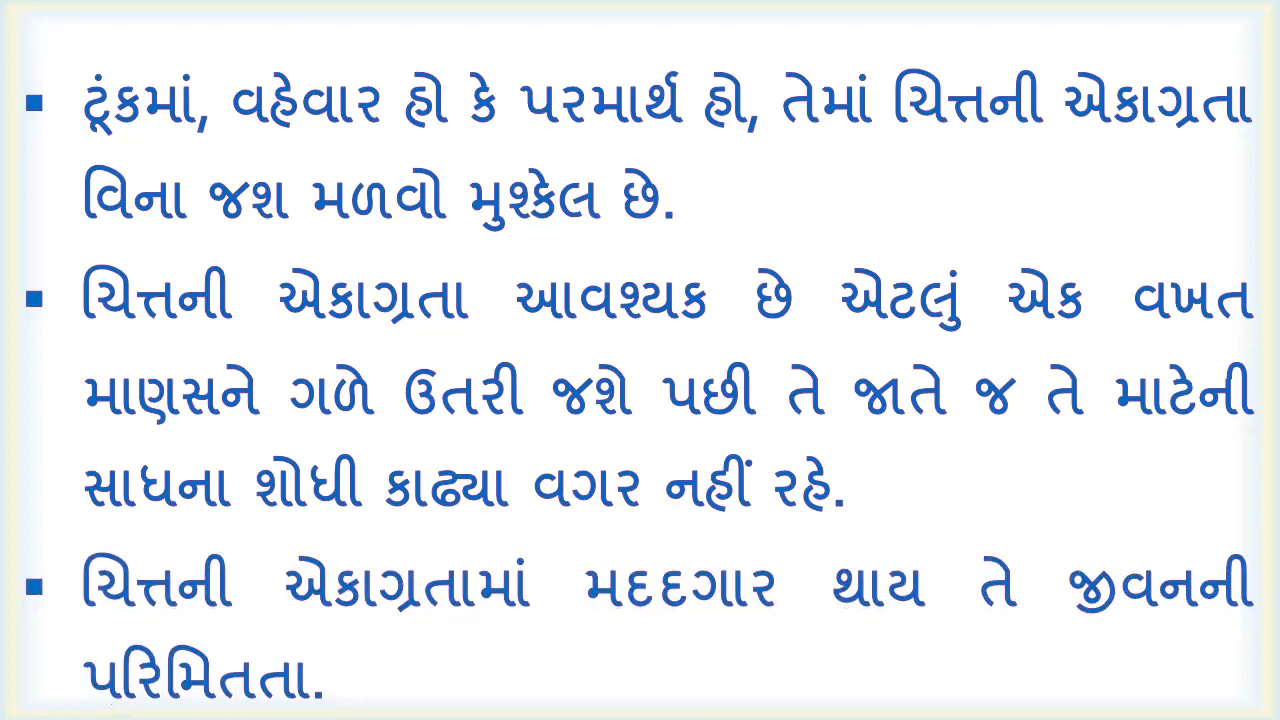 ▪ ટૂંકમાં, વહેવાર હો કે પરમાર્થ હો, તેમાં ચિત્તની એકાગ્રતા
વિના જશ મળવો મુશ્કેલ છે.
▪ ચિત્તની એકાગ્રતા આવશ્યક છે એટલું એક વખત
માણસને ગળે ઉતરી જશે પછી તે જાતે જ તે માટેની
સાધના શોધી કાઢ્યા વગર નહીં રહે.
▪ ચિત્તની એકાગ્રતામાં મદદગાર થાય તે જીવનની
પરિમિતતા.